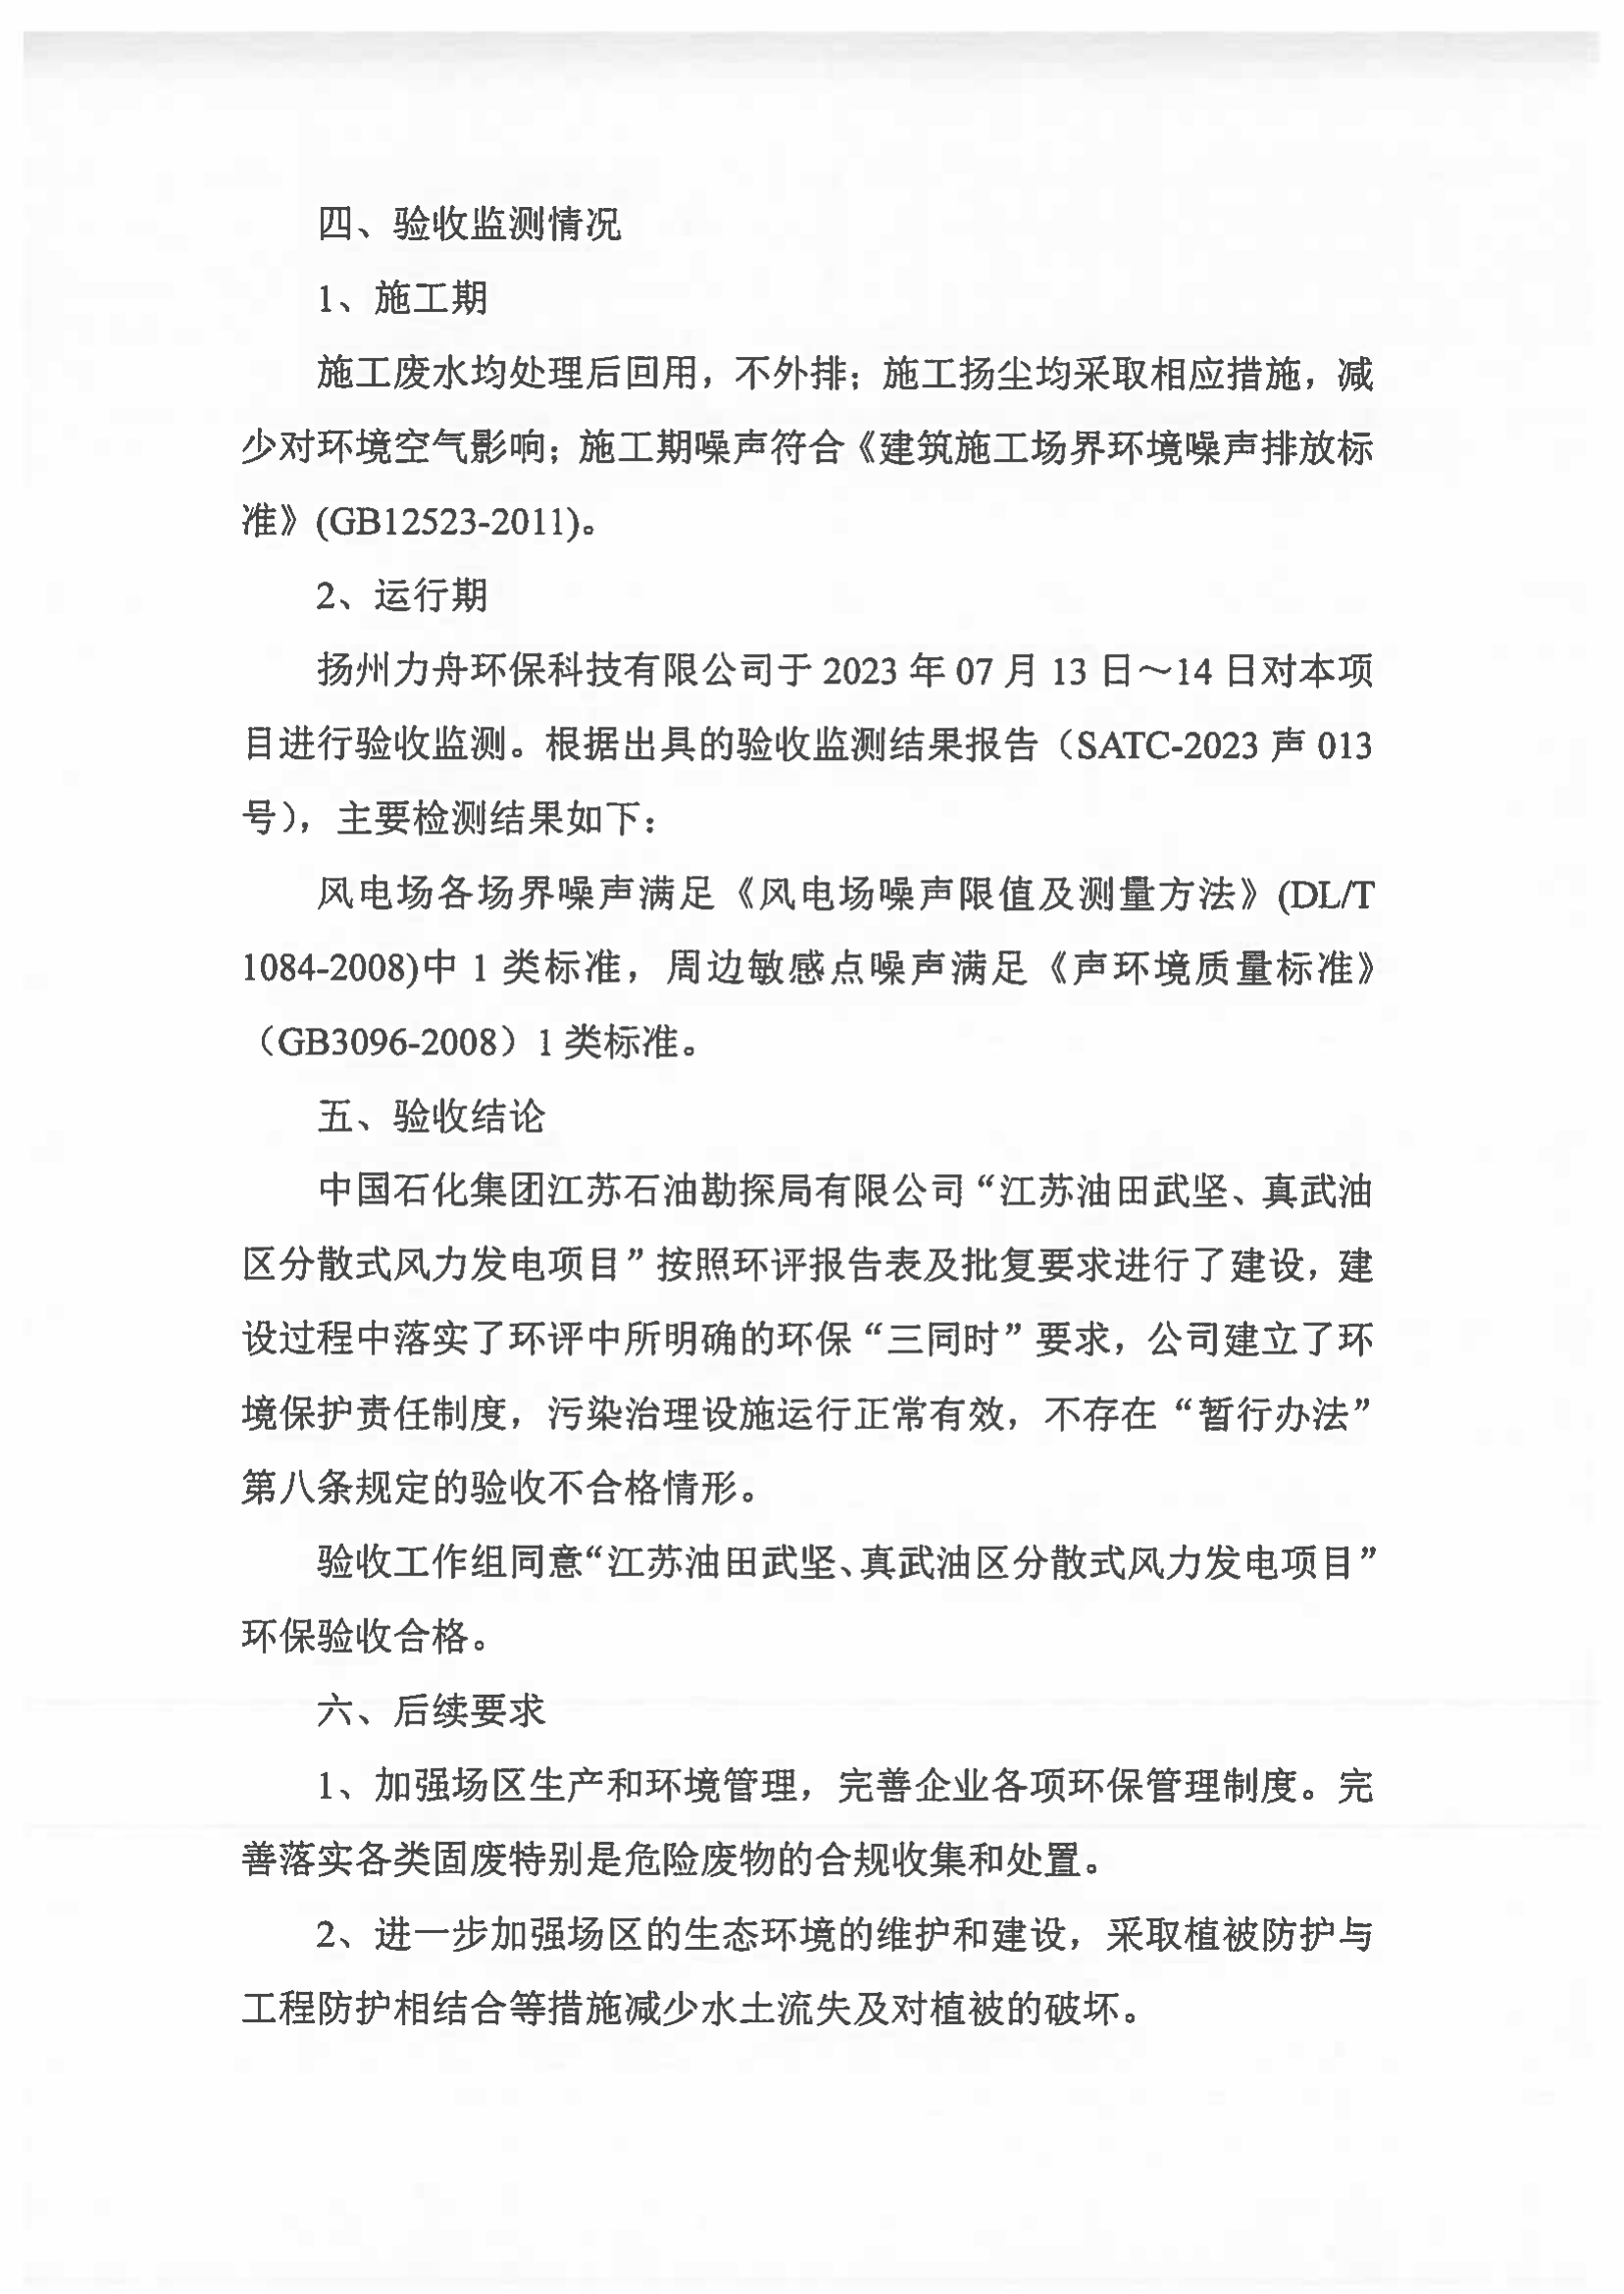 四、验收监测情况
1、施工期
施工废水均处理后回用，不外排；施工扬尘均采取相应措施，减
少对环境空气影响；施工期噪声符合《建筑施工场界环境噪声排放标
准》(GB12523-2011)。
2、运行期
扬州力舟环保科技有限公司于 2023 年 07 月 13 日～14 日对本项
目进行验收监测。根据出具的验收监测结果报告（SATC-2023 声 013
号），主要检测结果如下：
风电场各场界噪声满足《风电场噪声限值及测量方法》(DL/T
1084-2008)中 1 类标准，周边敏感点噪声满足《声环境质量标准》
（GB3096-2008）1 类标准。
五、验收结论
中国石化集团江苏石油勘探局有限公司“江苏油田武坚、真武油
区分散式风力发电项目”按照环评报告表及批复要求进行了建设，建
设过程中落实了环评中所明确的环保“三同时”要求，公司建立了环
境保护责任制度，污染治理设施运行正常有效，不存在“暂行办法”
第八条规定的验收不合格情形。
验收工作组同意“江苏油田武坚、真武油区分散式风力发电项目”
环保验收合格。
六、后续要求
1、加强场区生产和环境管理，完善企业各项环保管理制度。完
善落实各类固废特别是危险废物的合规收集和处置。
2、进一步加强场区的生态环境的维护和建设，采取植被防护与
工程防护相结合等措施减少水土流失及对植被的破坏。